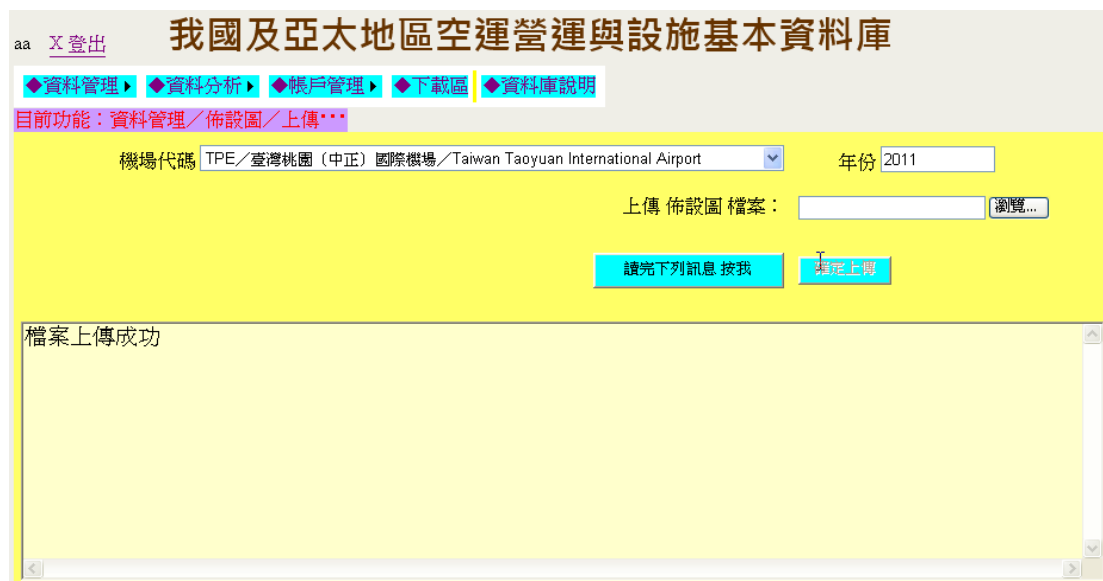 aa X 登出 我國及亞太地區空運營運與設施基本資料庫
◆資料管理▶ ◆資料分析▶ ◆帳戶管理▶ ◆下載區 ◆資料庫說明
目前功能：資料管理／佈設圖／上傳‧‧‧
機場代碼 TPE／臺灣桃園（中正）國際機場／Taiwan Taoyuan International Airport 年份 2011
上傳 佈設圖 檔案： 瀏覽...
讀完下列訊息 按我 確定上傳
檔案上傳成功